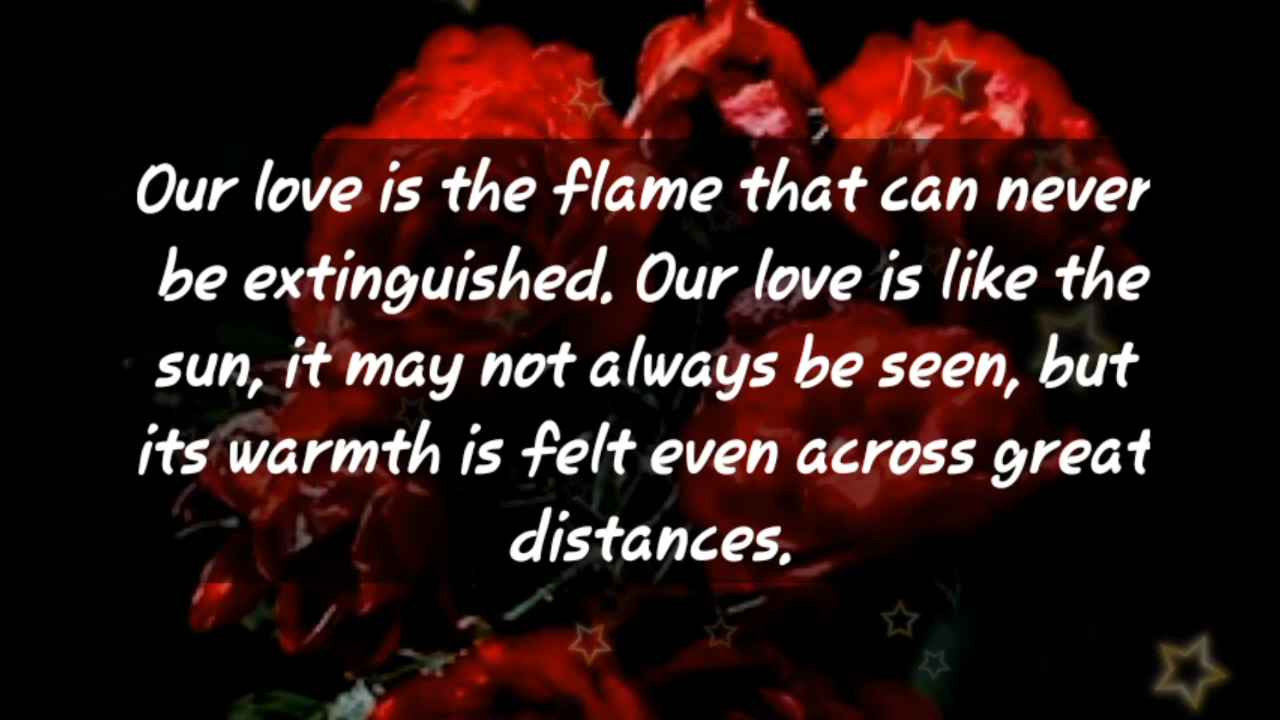 Our love is the flame that can never
be extinguished. Our love is like the
sun, it may not always be seen, but
its warmth is felt even across great
distances.